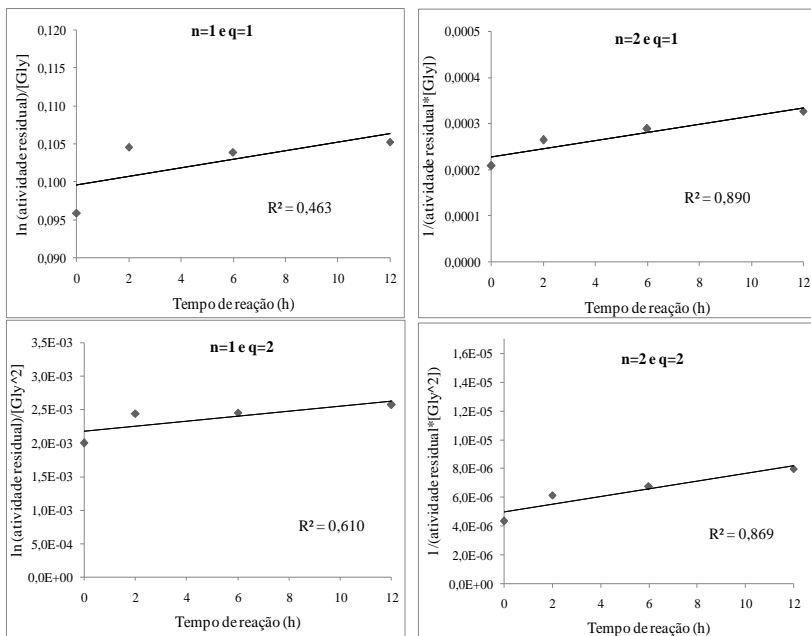 n=1 e q=1
ln (atividade residual)/[Gly]
0,120
0,115
0,110
0,105
0,100
0,095
0,090
R² = 0,463
0 2 4 6 8 10 12
Tempo de reação (h)
n=2 e q=1
1/(atividade residual*[Gly])
0,0005
0,0004
0,0003
0,0002
0,0001
0,0000
R² = 0,890
0 2 4 6 8 10 12
Tempo de reação (h)
n=1 e q=2
ln (atividade residual)/[Gly^2]
3,5E-03
3,0E-03
2,5E-03
2,0E-03
1,5E-03
1,0E-03
5,0E-04
0,0E+00
R² = 0,610
0 2 4 6 8 10 12
Tempo de reação (h)
n=2 e q=2
1/(atividade residual*[Gly^2])
1,6E-05
1,4E-05
1,2E-05
1,0E-05
8,0E-06
6,0E-06
4,0E-06
2,0E-06
0,0E+00
R² = 0,869
0 2 4 6 8 10 12
Tempo de reação (h)